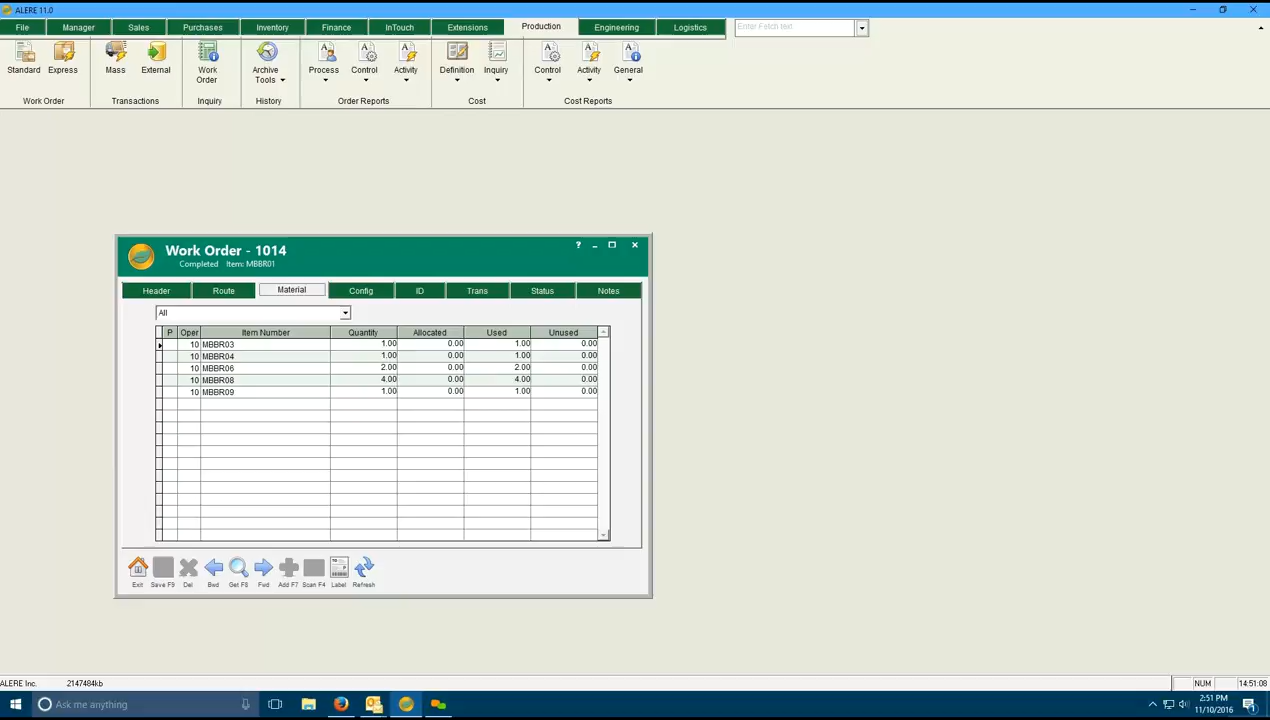 ALERE 11.0
File Manager Sales Purchases Inventory Finance InTouch Extensions Production Engineering Logistics Enter Fetch text
Standard Express Mass External Work Order Archive Tools Process Control Activity Definition Inquiry Control Activity General
Work Order Transactions Inquiry History Order Reports Cost Cost Reports
Work Order - 1014
Completed Item: MBBR01
Header Route Material Config ID Trans Status Notes
All
P Oper Item Number Quantity Allocated Used Unused
10 MBBR03 1.00 0.00 1.00 0.00
10 MBBR04 1.00 0.00 1.00 0.00
10 MBBR06 2.00 0.00 2.00 0.00
10 MBBR08 4.00 0.00 4.00 0.00
10 MBBR09 1.00 0.00 1.00 0.00
Exit Save F9 Del Bwd Get F8 Fwd Add F7 Scan F4 Label Refresh
ALERE Inc. 2147484kb NUM 14:51:08
Ask me anything
2:51 PM
11/10/2016